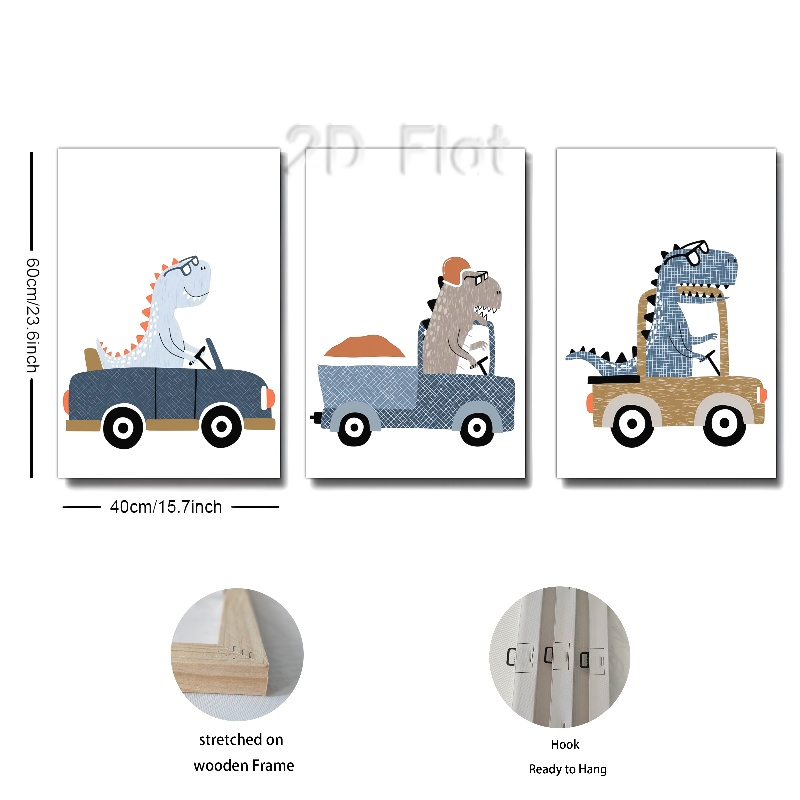 2D Flat
60cm/23.6inch
40cm/15.7inch
stretched on
wooden Frame
Hook
Ready to Hang